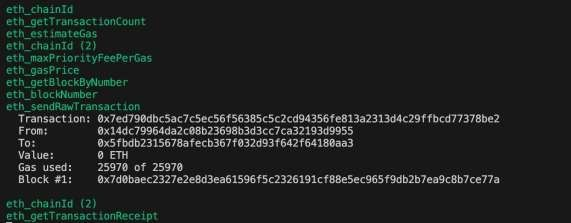 eth_chainId
eth_getTransactionCount
eth_estimateGas
eth_chainId (2)
eth_maxPriorityFeePerGas
eth_gasPrice
eth_getBlockByNumber
eth_blockNumber
eth_sendRawTransaction
Transaction: 0x7ed790dbc5ac7c5ec56f56385c5c2cd94356fe813a2313d4c29ffbcd77378be2
From: 0x14dc79964da2c08b23698b3d3cc7ca32193d9955
To: 0x5fbdb2315678afecb367f032d93f642f64180aa3
Value: 0 ETH
Gas used: 25970 of 25970
Block #1: 0x7d0baec2327e2e8d3ea61596f5c2326191cf88e5ec965f9db2b7ea9c8b7ce77a
eth_chainId (2)
eth_getTransactionReceipt